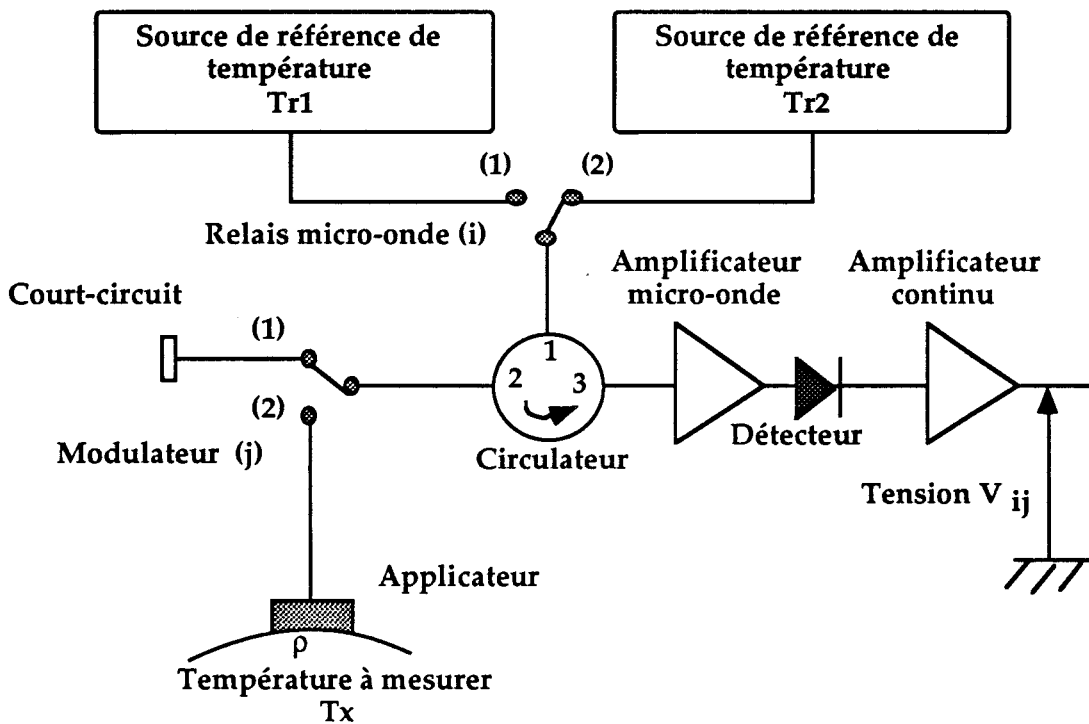 Source de référence de
température
Tr1
Source de référence de
température
Tr2
(1)
(2)
Relais micro-onde (i)
Amplificateur
micro-onde
Amplificateur
continu
Court-circuit
(1)
1
2
3
(2)
Modulateur (j)
Circulateur
Détecteur
Tension V ij
Applicateur
ρ
Température à mesurer
Tx